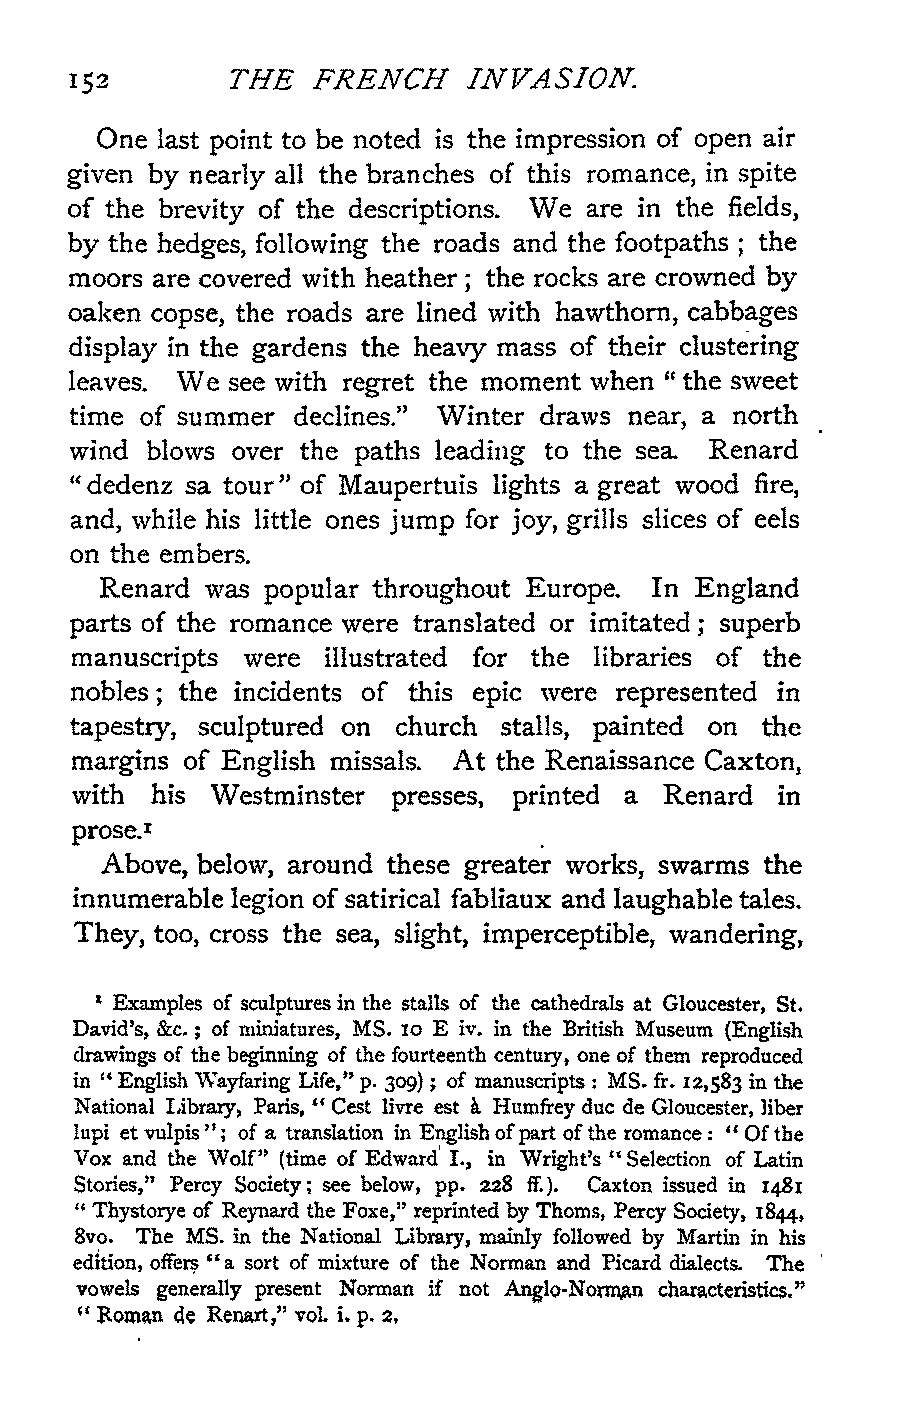 152 THE FRENCH INVASION.
One last point to be noted is the impression of open air
given by nearly all the branches of this romance, in spite
of the brevity of the descriptions. We are in the fields,
by the hedges, following the roads and the footpaths ; the
moors are covered with heather ; the rocks are crowned by
oaken copse, the roads are lined with hawthorn, cabbages
display in the gardens the heavy mass of their clustering
leaves. We see with regret the moment when “ the sweet
time of summer declines.” Winter draws near, a north
wind blows over the paths leading to the sea. Renard
“ dedenz sa tour ” of Maupertuis lights a great wood fire,
and, while his little ones jump for joy, grills slices of eels
on the embers.
Renard was popular throughout Europe. In England
parts of the romance were translated or imitated ; superb
manuscripts were illustrated for the libraries of the
nobles ; the incidents of this epic were represented in
tapestry, sculptured on church stalls, painted on the
margins of English missals. At the Renaissance Caxton,
with his Westminster presses, printed a Renard in
prose.¹
Above, below, around these greater works, swarms the
innumerable legion of satirical fabliaux and laughable tales.
They, too, cross the sea, slight, imperceptible, wandering,
¹ Examples of sculptures in the stalls of the cathedrals at Gloucester, St.
David’s, &c. ; of miniatures, MS. 10 E iv. in the British Museum (English
drawings of the beginning of the fourteenth century, one of them reproduced
in “ English Wayfaring Life,” p. 309) ; of manuscripts : MS. fr. 12,583 in the
National Library, Paris, “ Cest livre est à Humfrey duc de Gloucester, liber
lupi et vulpis ” ; of a translation in English of part of the romance : “ Of the
Vox and the Wolf” (time of Edward I., in Wright’s “ Selection of Latin
Stories,” Percy Society ; see below, pp. 228 ff.). Caxton issued in 1481
“ Thystorye of Reynard the Foxe,” reprinted by Thoms, Percy Society, 1844,
8vo. The MS. in the National Library, mainly followed by Martin in his
edition, offers “ a sort of mixture of the Norman and Picard dialects. The
vowels generally present Norman if not Anglo-Norman characteristics.”
“ Roman de Renart,” vol. i. p. 2.